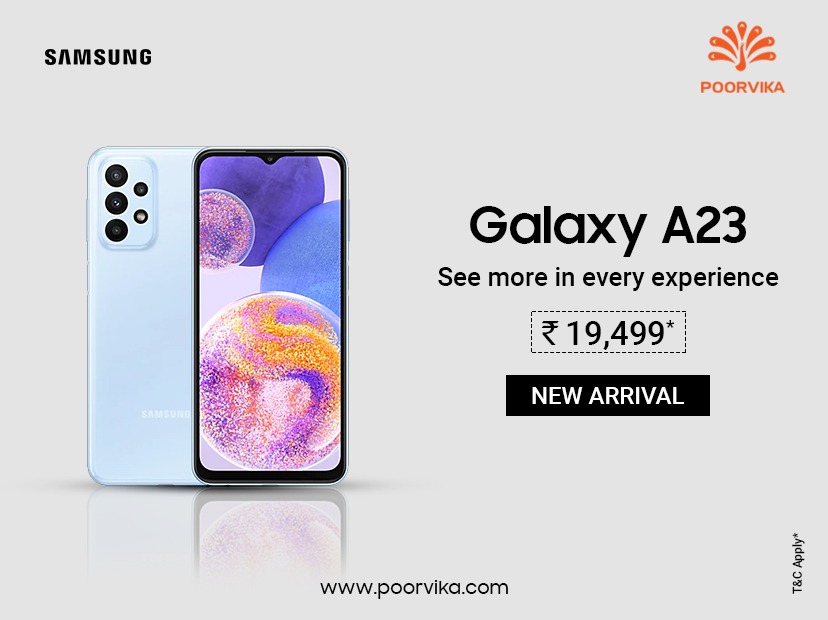 SAMSUNG
POORVIKA
Galaxy A23
See more in every experience
₹ 19,499*
NEW ARRIVAL
SAMSUNG
www.poorvika.com
T&C Apply*